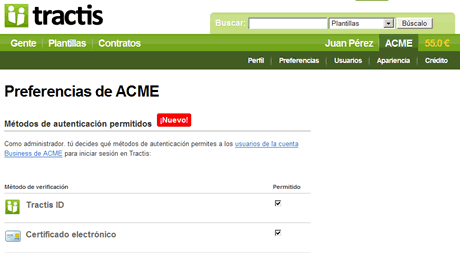 tractis
Buscar: Plantillas Búscalo
Gente Plantillas Contratos Juan Pérez ACME 55.0 €
Perfil Preferencias Usuarios Apariencia Crédito
Preferencias de ACME
Métodos de autenticación permitidos ¡Nuevo!
Como administrador. tú decides qué métodos de autenticación permites a los usuarios de la cuenta
Business de ACME para iniciar sesión en Tractis:
Método de verificación Permitido
Tractis ID
Certificado electrónico